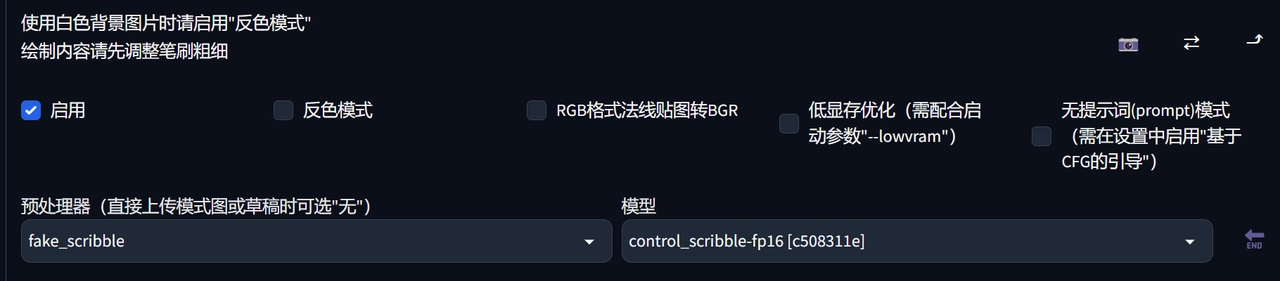 使用白色背景图片时请启用"反色模式"
绘制内容请先调整笔刷粗细
启用
反色模式
RGB格式法线贴图转BGR
低显存优化（需配合启
动参数"--lowvram"）
无提示词(prompt)模式
（需在设置中启用"基于
CFG的引导"）
预处理器（直接上传模式图或草稿时可选"无"）
模型
fake_scribble
control_scribble-fp16 [c508311e]
END